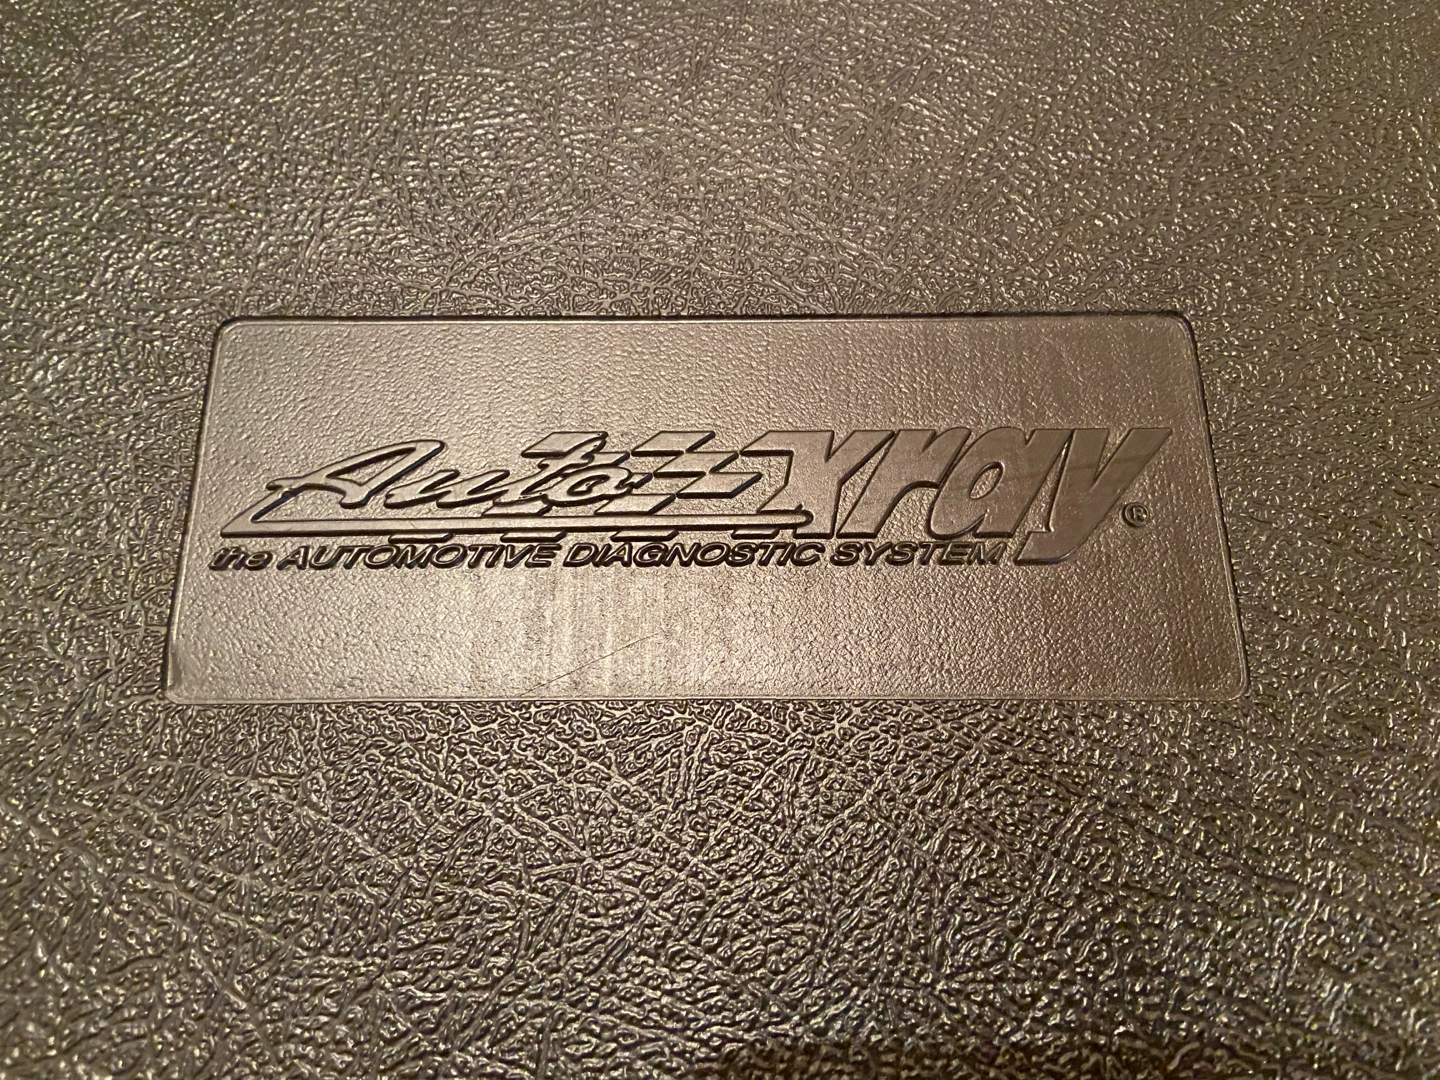 Auto xray ®
the AUTOMOTIVE DIAGNOSTIC SYSTEM